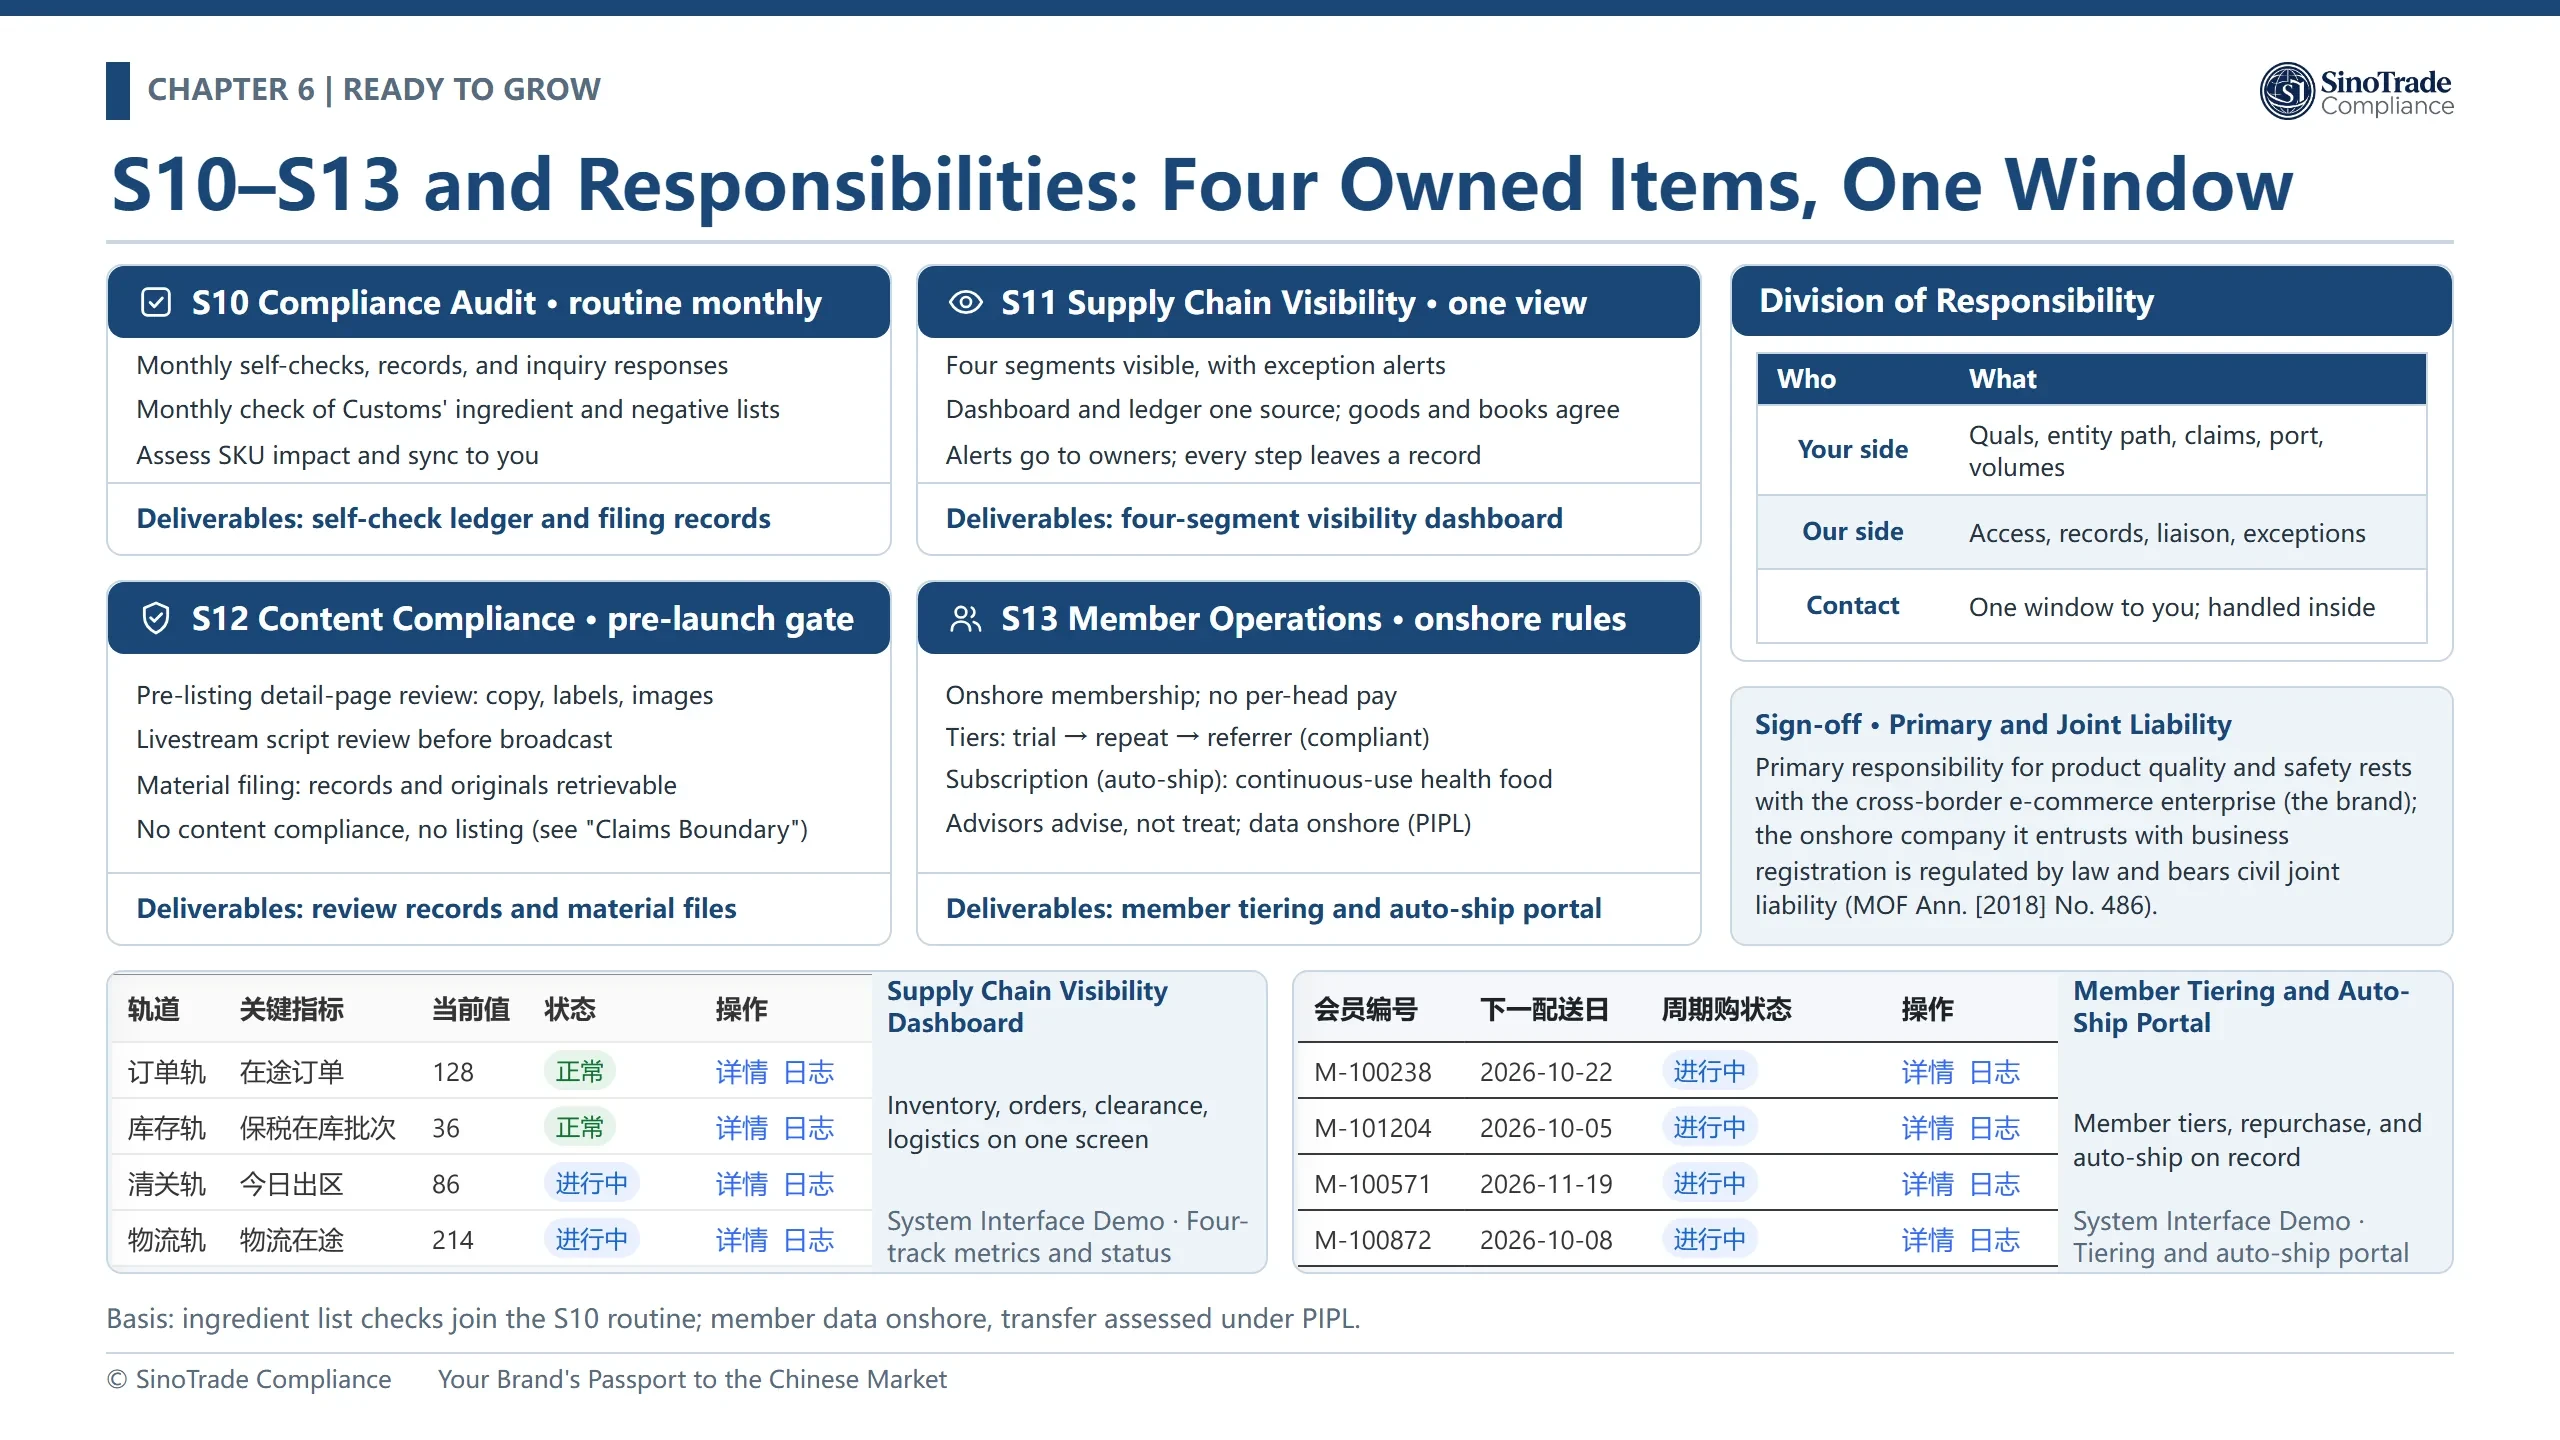 CHAPTER 6 | READY TO GROW
SinoTrade
Compliance
S10–S13 and Responsibilities: Four Owned Items, One Window
S10 Compliance Audit • routine monthly
Monthly self-checks, records, and inquiry responses
Monthly check of Customs' ingredient and negative lists
Assess SKU impact and sync to you
Deliverables: self-check ledger and filing records
S11 Supply Chain Visibility • one view
Four segments visible, with exception alerts
Dashboard and ledger one source; goods and books agree
Alerts go to owners; every step leaves a record
Deliverables: four-segment visibility dashboard
S12 Content Compliance • pre-launch gate
Pre-listing detail-page review: copy, labels, images
Livestream script review before broadcast
Material filing: records and originals retrievable
No content compliance, no listing (see "Claims Boundary")
Deliverables: review records and material files
S13 Member Operations • onshore rules
Onshore membership; no per-head pay
Tiers: trial → repeat → referrer (compliant)
Subscription (auto-ship): continuous-use health food
Advisors advise, not treat; data onshore (PIPL)
Deliverables: member tiering and auto-ship portal
Division of Responsibility
Who What
Your side Quals, entity path, claims, port,
volumes
Our side Access, records, liaison, exceptions
Contact One window to you; handled inside
Sign-off • Primary and Joint Liability
Primary responsibility for product quality and safety rests
with the cross-border e-commerce enterprise (the brand);
the onshore company it entrusts with business
registration is regulated by law and bears civil joint
liability (MOF Ann. [2018] No. 486).
轨道 关键指标 当前值 状态 操作
订单轨 在途订单 128 正常 详情 日志
库存轨 保税在库批次 36 正常 详情 日志
清关轨 今日出区 86 进行中 详情 日志
物流轨 物流在途 214 进行中 详情 日志
Supply Chain Visibility
Dashboard
Inventory, orders, clearance,
logistics on one screen
System Interface Demo · Four-
track metrics and status
会员编号 下一配送日 周期购状态 操作
M-100238 2026-10-22 进行中 详情 日志
M-101204 2026-10-05 进行中 详情 日志
M-100571 2026-11-19 进行中 详情 日志
M-100872 2026-10-08 进行中 详情 日志
Member Tiering and Auto-
Ship Portal
Member tiers, repurchase, and
auto-ship on record
System Interface Demo ·
Tiering and auto-ship portal
Basis: ingredient list checks join the S10 routine; member data onshore, transfer assessed under PIPL.
© SinoTrade Compliance Your Brand's Passport to the Chinese Market